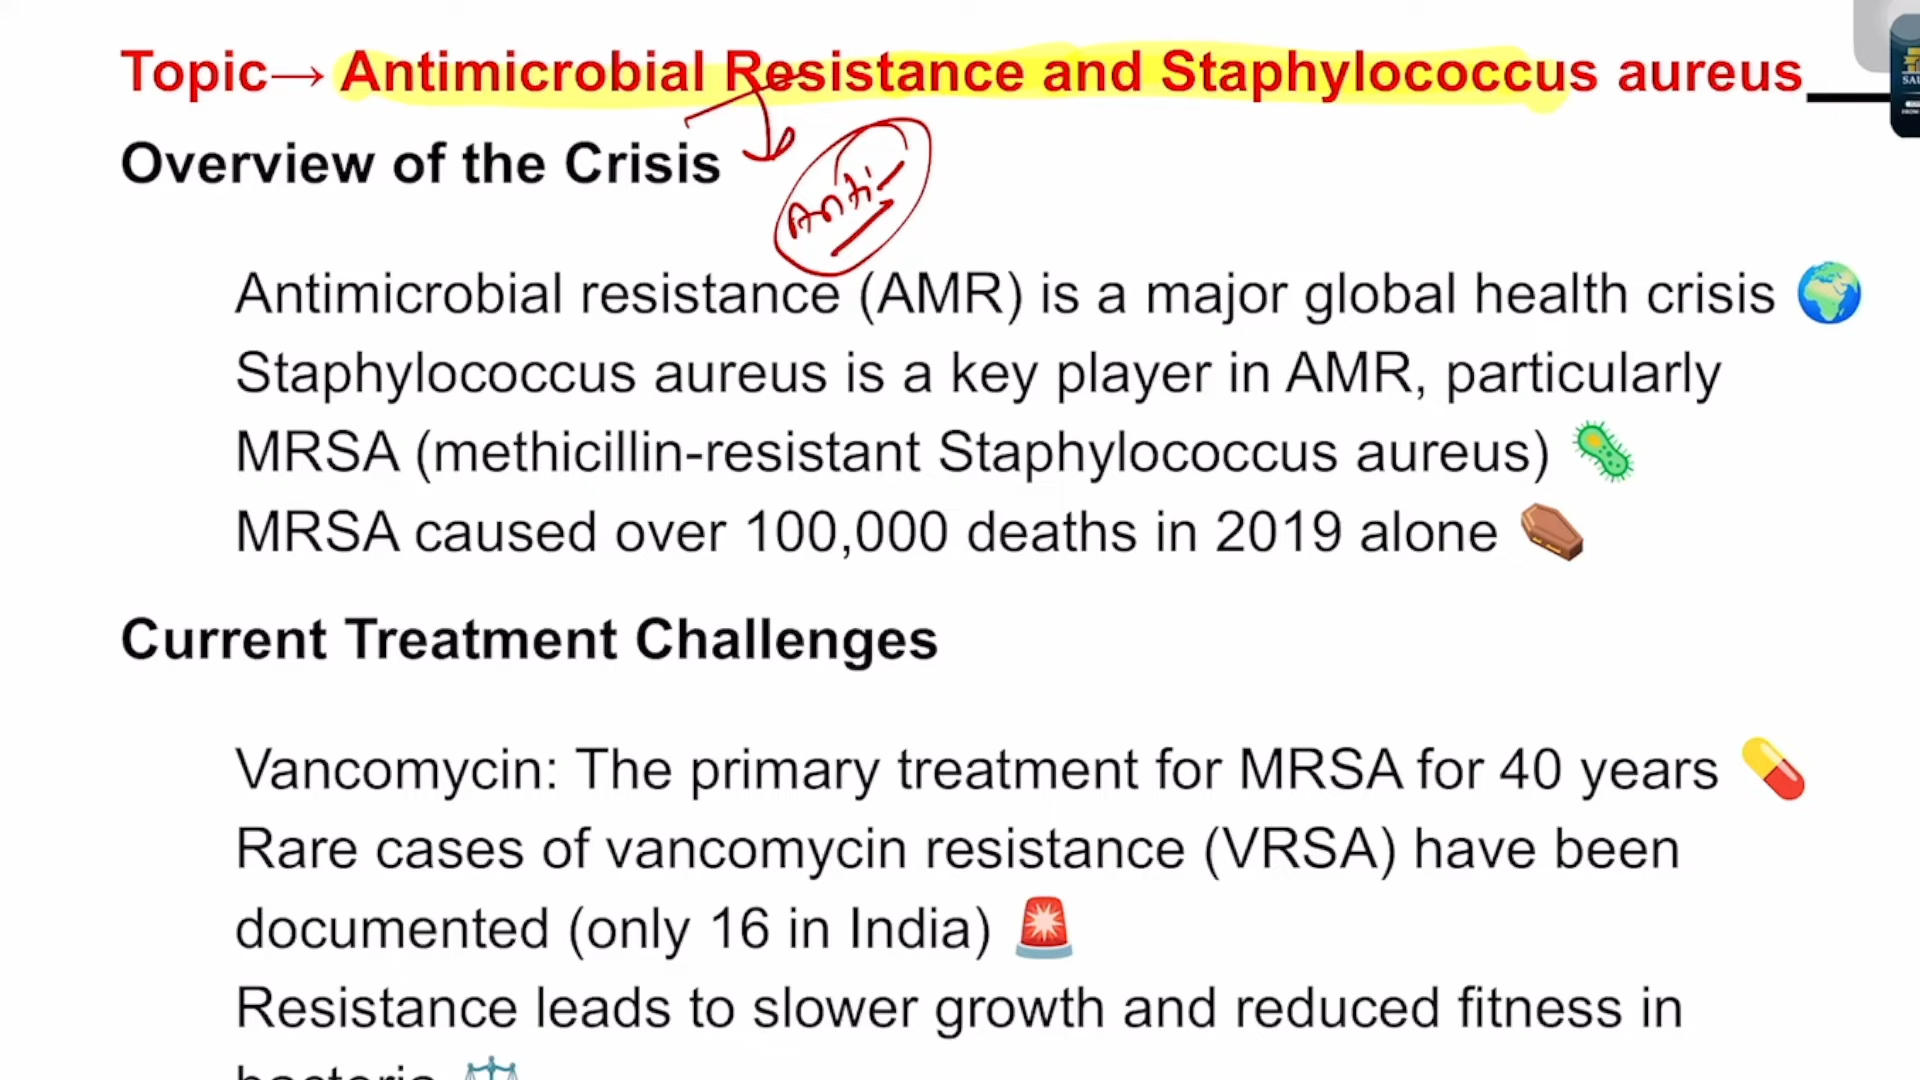 Topic→ Antimicrobial Resistance and Staphylococcus aureus
Overview of the Crisis
Anti-
Antimicrobial resistance (AMR) is a major global health crisis 🌍
Staphylococcus aureus is a key player in AMR, particularly
MRSA (methicillin-resistant Staphylococcus aureus) 🦠
MRSA caused over 100,000 deaths in 2019 alone ⚰️
Current Treatment Challenges
Vancomycin: The primary treatment for MRSA for 40 years 💊
Rare cases of vancomycin resistance (VRSA) have been
documented (only 16 in India) 🚨
Resistance leads to slower growth and reduced fitness in
bacteria ⚖️